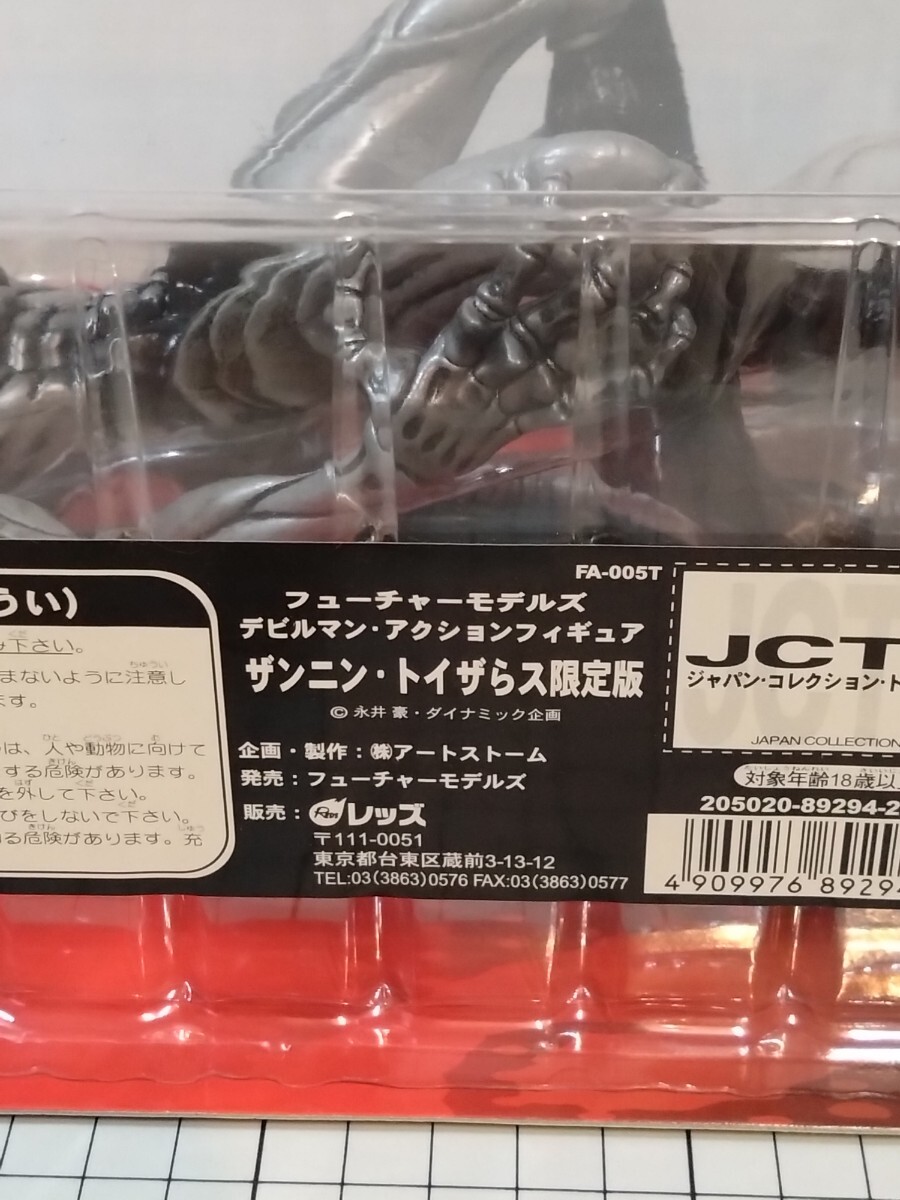 うい)
下さい。
まないように注意し
ます。
は、人や動物に向けて
する危険があります。
を外して下さい。
びをしないで下さい。
る危険があります。充
FA-005T
フューチャーモデルズ
デビルマン・アクションフィギュア
ザンニン・トイザらス限定版
© 永井 豪・ダイナミック企画
企画・製作：㈱アートストーム
発売：フューチャーモデルズ
販売：REDS レッズ
〒111-0051
東京都台東区蔵前3-13-12
TEL:03(3863)0576 FAX:03(3863)0577
JCT
ジャパン・コレクション・ト
JAPAN COLLECTION
対象年齢18歳以
205020-89294-2
4 909976 89294